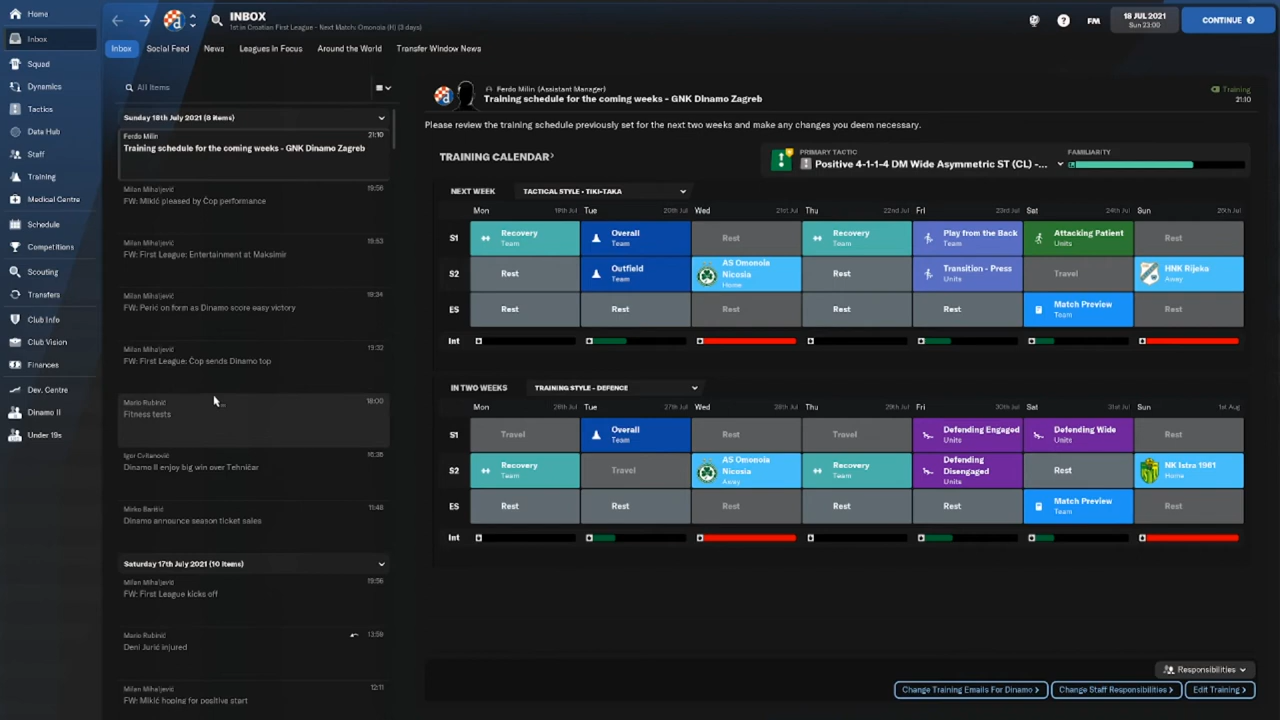 Home
Inbox
Squad
Dynamics
Tactics
Data Hub
Staff
Training
Medical Centre
Schedule
Competitions
Scouting
Transfers
Club Info
Club Vision
Finances
Dev. Centre
Dinamo II
Under 19s
INBOX
1st in Croatian First League - Next Match: Omonoia (H) (3 days)
FM
18 JUL 2021
Sun 23:00
CONTINUE
Inbox
Social Feed
News
Leagues In Focus
Around the World
Transfer Window News
All Items
Sunday 18th July 2021 (8 Items)
Ferdo Milin 21:10
Training schedule for the coming weeks - GNK Dinamo Zagreb
Milan Mihaljević 19:56
FW: Mikić pleased by Čop performance
Milan Mihaljević 19:53
FW: First League: Entertainment at Maksimir
Milan Mihaljević 19:34
FW: Peric on form as Dinamo score easy victory
Milan Mihaljević 19:32
FW: First League: Čop sends Dinamo top
Mario Rubinić 18:00
Fitness tests
Igor Cvitanović 16:36
Dinamo II enjoy big win over Tehničar
Mirko Barišić 11:48
Dinamo announce season ticket sales
Saturday 17th July 2021 (10 Items)
Milan Mihaljević 19:56
FW: First League kicks off
Mario Rubinić 13:59
Deni Jurić injured
Milan Mihaljević 12:11
FW: Mikić hoping for positive start
Ferdo Milin (Assistant Manager)
Training schedule for the coming weeks - GNK Dinamo Zagreb
Training
21:10
Please review the training schedule previously set for the next two weeks and make any changes you deem necessary.
TRAINING CALENDAR
PRIMARY TACTIC
Positive 4-1-1-4 DM Wide Asymmetric ST (CL) -...
FAMILIARITY
NEXT WEEK
TACTICAL STYLE - TIKI-TAKA
Mon 19th Jul Tue 20th Jul Wed 21st Jul Thu 22nd Jul Fri 23rd Jul Sat 24th Jul Sun 25th Jul
S1
Recovery
Team
Overall
Team
Rest
Recovery
Team
Play from the Back
Team
Attacking Patient
Units
Rest
S2
Rest
Outfield
Team
AS Omonoia
Nicosia
Home
Rest
Transition - Press
Units
Travel
HNK Rijeka
Away
ES
Rest
Rest
Rest
Rest
Rest
Match Preview
Team
Rest
Int
IN TWO WEEKS
TRAINING STYLE - DEFENCE
Mon 26th Jul Tue 27th Jul Wed 28th Jul Thu 29th Jul Fri 30th Jul Sat 31st Jul Sun 1st Aug
S1
Travel
Overall
Team
Rest
Travel
Defending Engaged
Units
Defending Wide
Units
Rest
S2
Recovery
Team
Travel
AS Omonoia
Nicosia
Away
Recovery
Team
Defending
Disengaged
Units
Rest
NK Istra 1961
Home
ES
Rest
Rest
Rest
Rest
Rest
Match Preview
Team
Rest
Int
Responsibilities
Change Training Emails For Dinamo
Change Staff Responsibilities
Edit Training